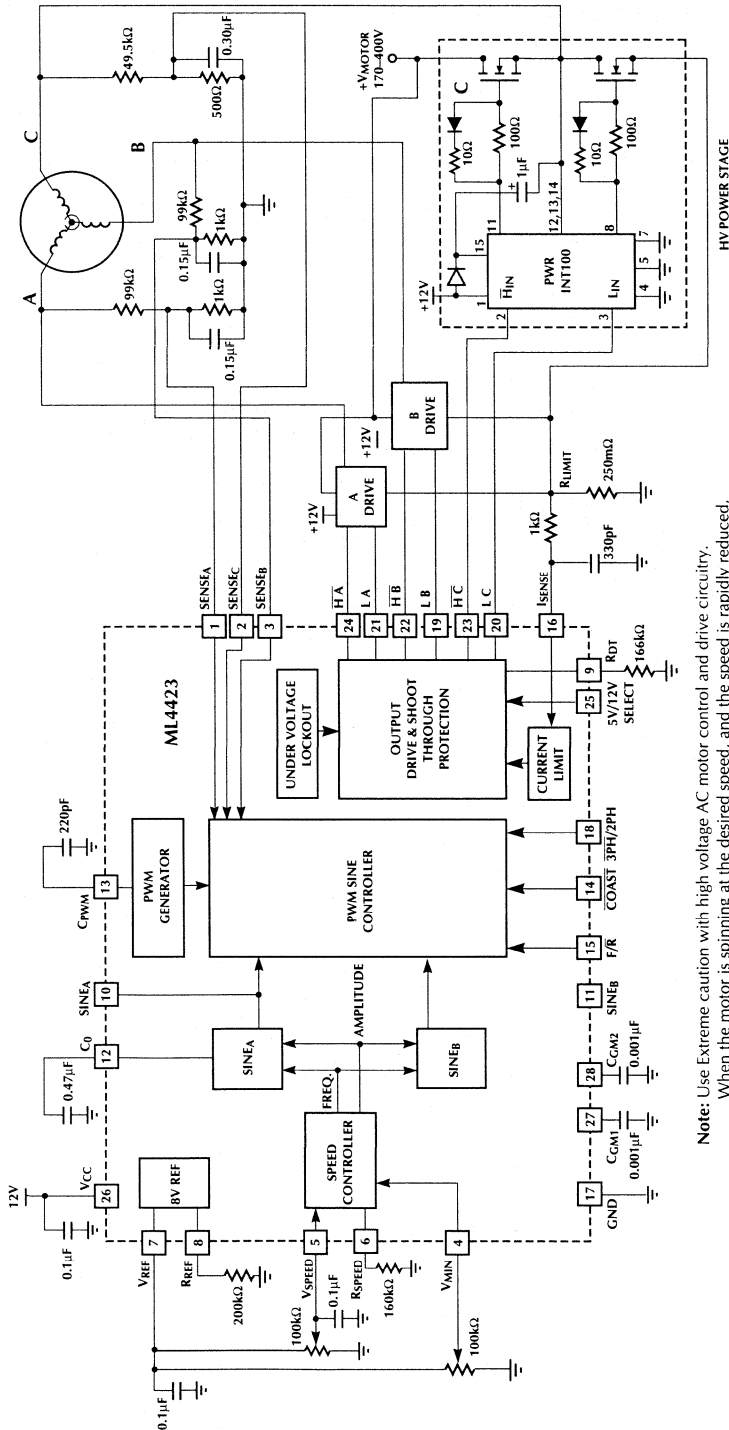 ML4423
12V
0.1µF
VCC
26
0.47µF
C0
12
SINEA
10
CPWM
13
220pF
SENSEA
1
SENSEC
2
SENSEB
3
0.1µF
VREF
7
8V REF
RREF
8
200kΩ
100kΩ
0.1µF
VSPEED
5
RSPEED
6
160kΩ
VMIN
4
100kΩ
SPEED
CONTROLLER
FREQ.
AMPLITUDE
SINEA
SINEB
PWM
GENERATOR
PWM SINE
CONTROLLER
UNDER VOLTAGE
LOCKOUT
OUTPUT
DRIVE & SHOOT
THROUGH
PROTECTION
CURRENT
LIMIT
H̅ A̅
24
L A
21
H̅ B̅
22
L B
19
H̅ C̅
23
L C
20
ISENSE
16
GND
17
CGM1
27
0.001µF
CGM2
28
0.001µF
SINEB
11
F/R
15
C̅O̅A̅S̅T̅
14
3̅P̅H̅/2PH
18
5V/12V
SELECT
25
RDT
9
166kΩ
+12V
A
DRIVE
+12V
B
DRIVE
1kΩ
330pF
RLIMIT
250mΩ
A
B
C
99kΩ
1kΩ
0.15µF
99kΩ
1kΩ
0.15µF
49.5kΩ
500Ω
0.30µF
+VMOTOR
170–400V
C
+12V
1
15
11
2
H̅IN
PWR
INT100
12,13,14
3
LIN
8
4
5
7
+
1µF
10Ω
100Ω
10Ω
100Ω
HV POWER STAGE
Note: Use Extreme caution with high voltage AC motor control and drive circuitry.
When the motor is spinning at the desired speed, and the speed is rapidly reduced,